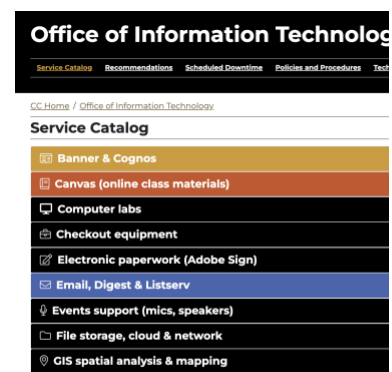 Office of Information Technolog
Service Catalog Recommendations Scheduled Downtime Policies and Procedures Tech
CC Home / Office of Information Technology
Service Catalog
Banner & Cognos
Canvas (online class materials)
Computer labs
Checkout equipment
Electronic paperwork (Adobe Sign)
Email, Digest & Listserv
Events support (mics, speakers)
File storage, cloud & network
GIS spatial analysis & mapping